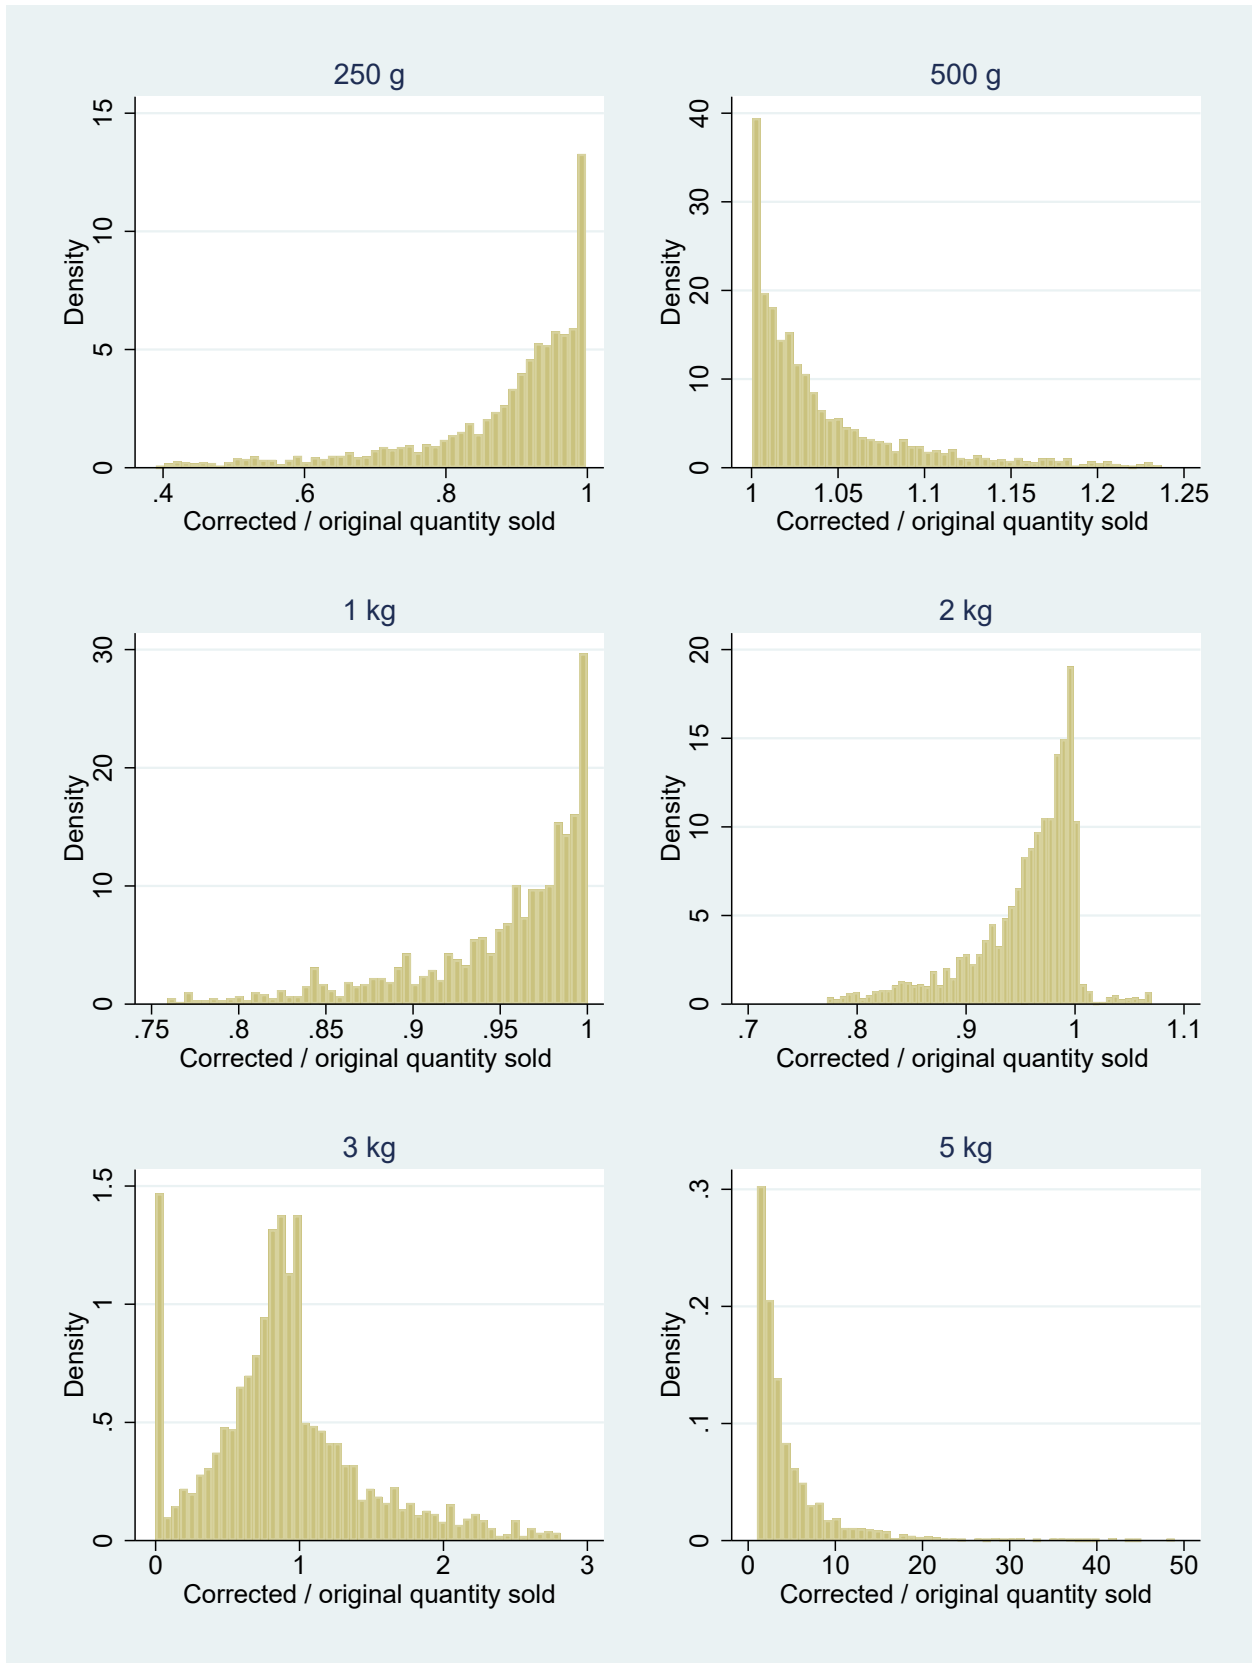 250 g
15
10
5
0
Density
.4 .6 .8 1
Corrected / original quantity sold
500 g
40
30
20
10
0
Density
1 1.05 1.1 1.15 1.2 1.25
Corrected / original quantity sold
1 kg
30
20
10
0
Density
.75 .8 .85 .9 .95 1
Corrected / original quantity sold
2 kg
20
15
10
5
0
Density
.7 .8 .9 1 1.1
Corrected / original quantity sold
3 kg
1.5
1
.5
0
Density
0 1 2 3
Corrected / original quantity sold
5 kg
.3
.2
.1
0
Density
0 10 20 30 40 50
Corrected / original quantity sold